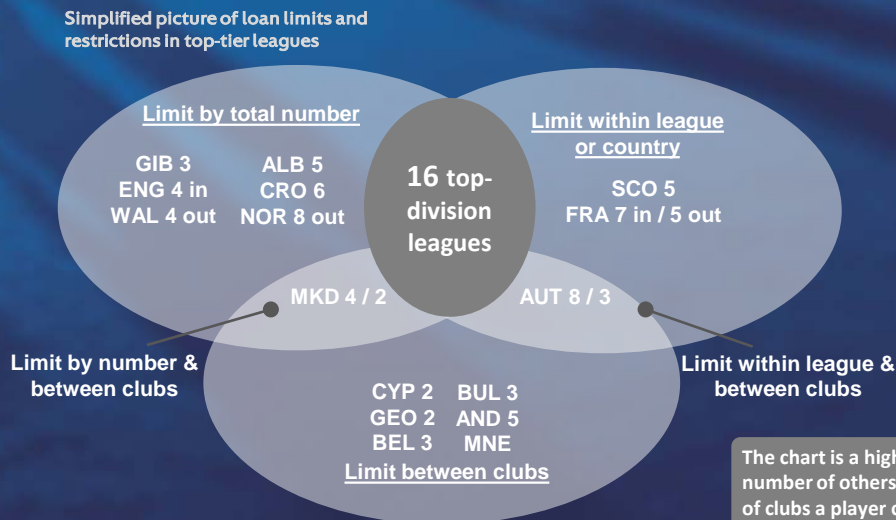 Simplified picture of loan limits and
restrictions in top-tier leagues
Limit by total number
GIB 3
ENG 4 in
WAL 4 out
ALB 5
CRO 6
NOR 8 out
16 top-
division
leagues
Limit within league
or country
SCO 5
FRA 7 in / 5 out
MKD 4 / 2
AUT 8 / 3
Limit by number &
between clubs
Limit within league &
between clubs
CYP 2
GEO 2
BEL 3
BUL 3
AND 5
MNE
Limit between clubs
The chart is a high
number of others
of clubs a player